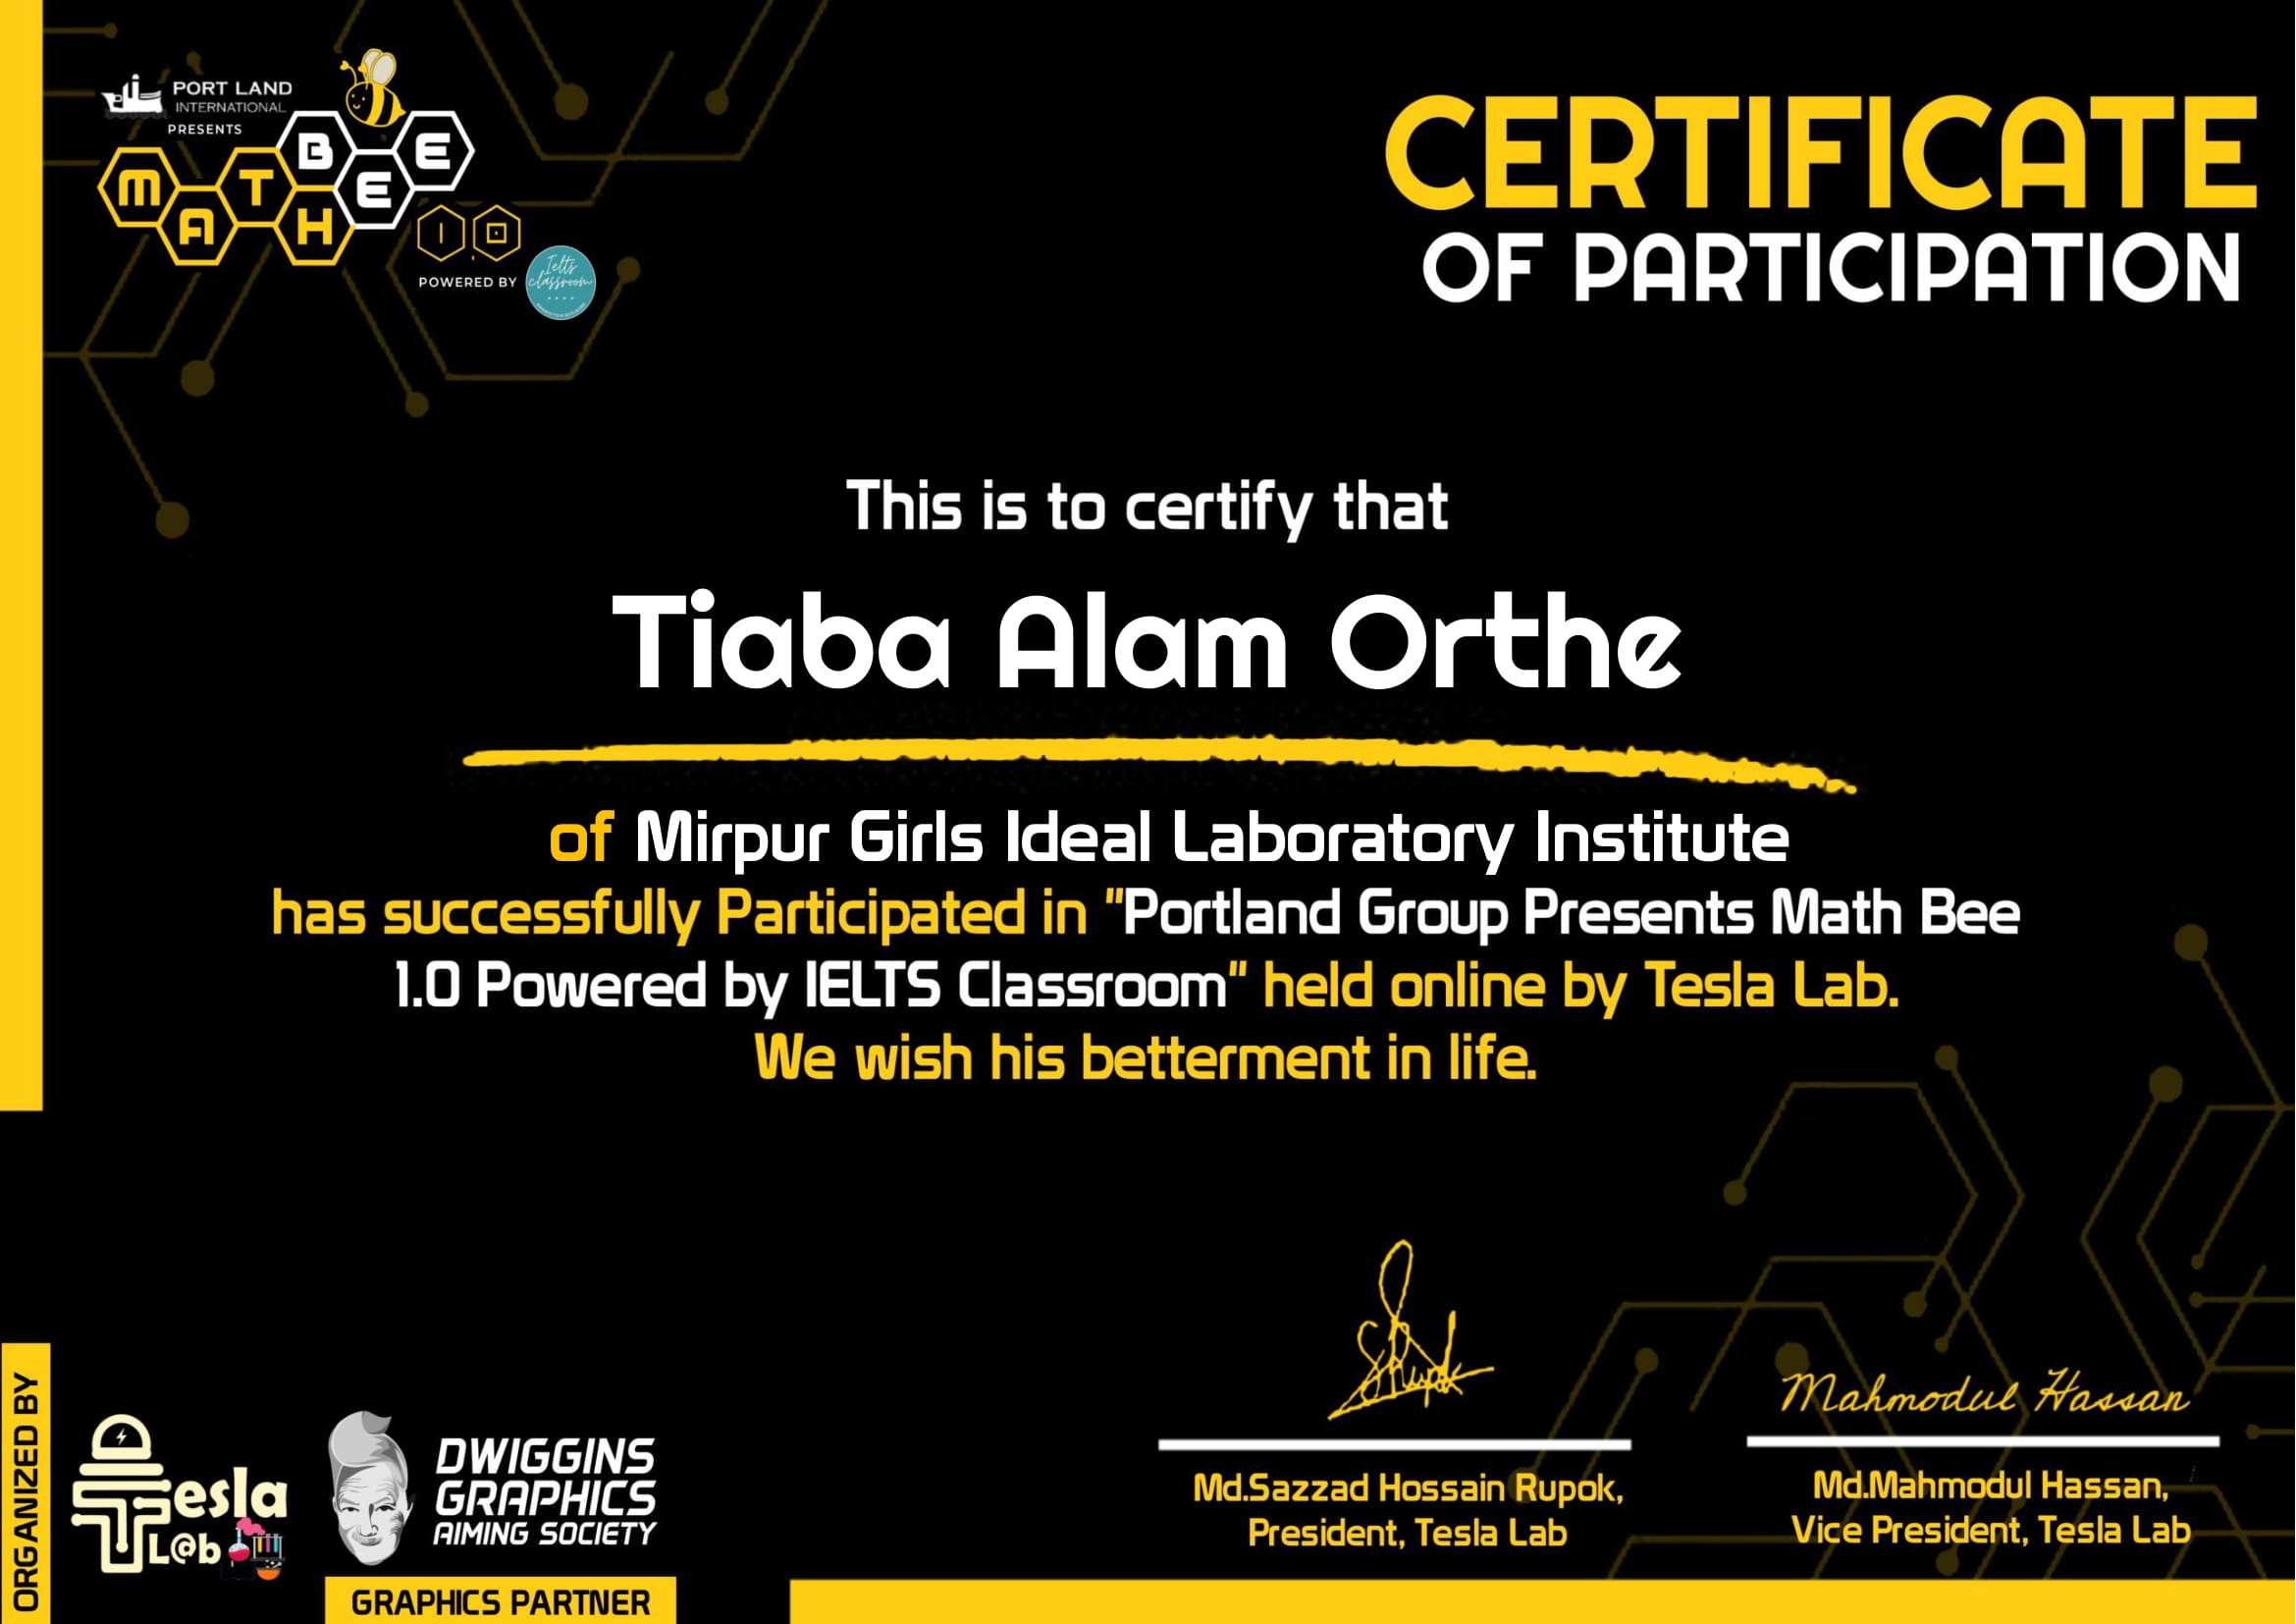 PORT LAND
INTERNATIONAL
PRESENTS
MATH BEE
1.0
POWERED BY
Ielts
classroom
CERTIFICATE
OF PARTICIPATION
This is to certify that
Tiaba Alam Orthe
of Mirpur Girls Ideal Laboratory Institute
has successfully Participated in "Portland Group Presents Math Bee
1.0 Powered by IELTS Classroom" held online by Tesla Lab.
We wish his betterment in life.
ORGANIZED BY
Tesla
L@b
DWIGGINS
GRAPHICS
AIMING SOCIETY
GRAPHICS PARTNER
SRupok
Md.Sazzad Hossain Rupok,
President, Tesla Lab
Mahmodul Hassan
Md.Mahmodul Hassan,
Vice President, Tesla Lab